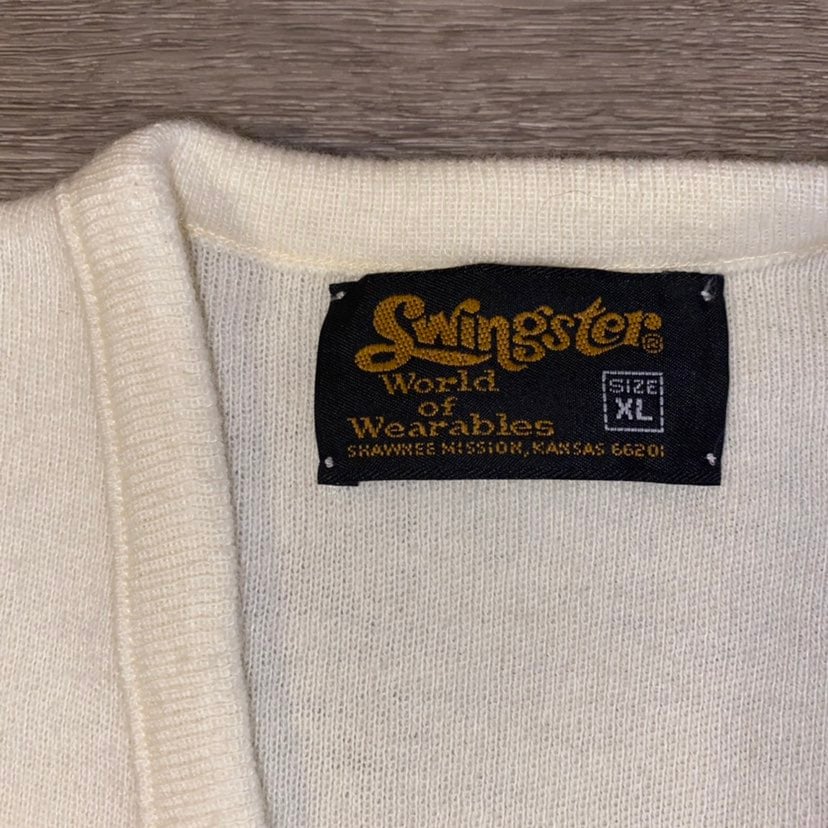 Swingster®
World
of
Wearables
SIZE
XL
SHAWNEE MISSION, KANSAS 66201